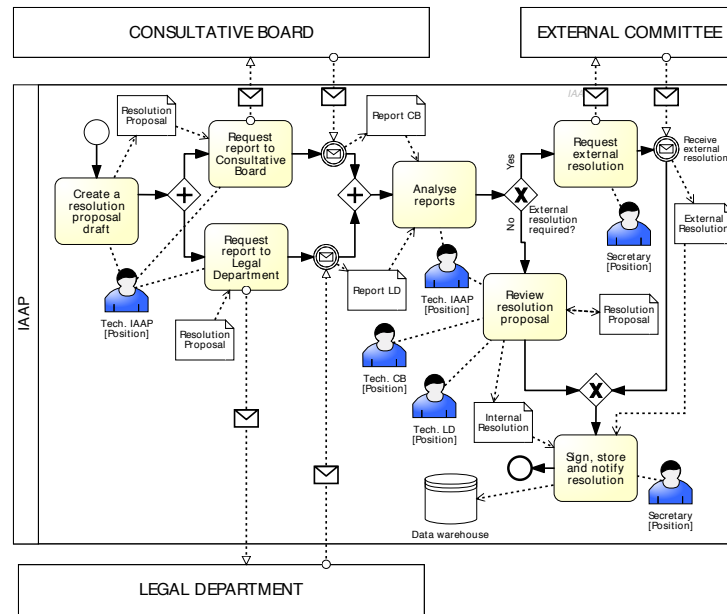 CONSULTATIVE BOARD
EXTERNAL COMMITTEE
IAAP
Resolution
Proposal
Request
report to
Consultative
Board
Report CB
Request
external
resolution
Receive
external
resolution
Create a
resolution
proposal
draft
Analyse
reports
Yes
No
External
resolution
required?
External
Resolution
Request
report to
Legal
Department
Report LD
Secretary
[Position]
Tech. IAAP
[Position]
Tech. IAAP
[Position]
Resolution
Proposal
Review
resolution
proposal
Resolution
Proposal
Tech. CB
[Position]
Tech. LD
[Position]
Internal
Resolution
Sign, store
and notify
resolution
Secretary
[Position]
Data warehouse
LEGAL DEPARTMENT